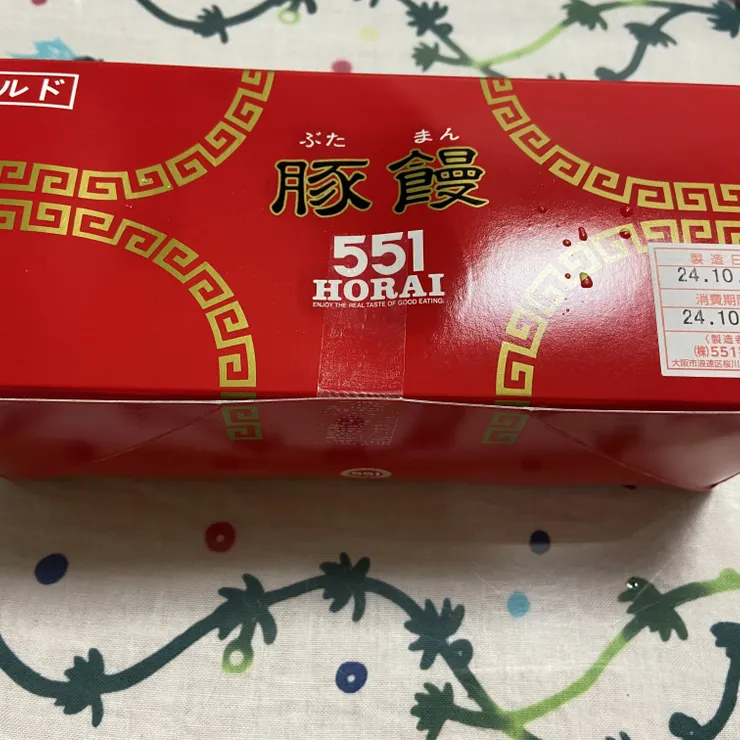 ルド
ぶた まん
豚饅
551
HORAI
ENJOY THE REAL TASTE OF GOOD EATING.
製造日
24.10.
消費期限
24.10
(製造者
(株)551
大阪市浪速区桜川
551